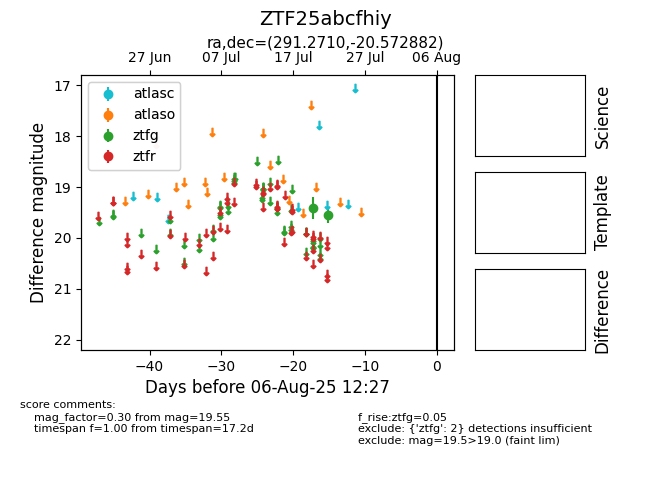 ZTF25abcfhiy
ra,dec=(291.2710,-20.572882)
27 Jun 07 Jul 17 Jul 27 Jul 06 Aug
atlasc
atlaso
ztfg
ztfr
17
18
19
20
21
22
Difference magnitude
−40 −30 −20 −10 0
Days before 06-Aug-25 12:27
Science
Template
Difference
score comments:
mag_factor=0.30 from mag=19.55
timespan f=1.00 from timespan=17.2d
f_rise:ztfg=0.05
exclude: {'ztfg': 2} detections insufficient
exclude: mag=19.5>19.0 (faint lim)